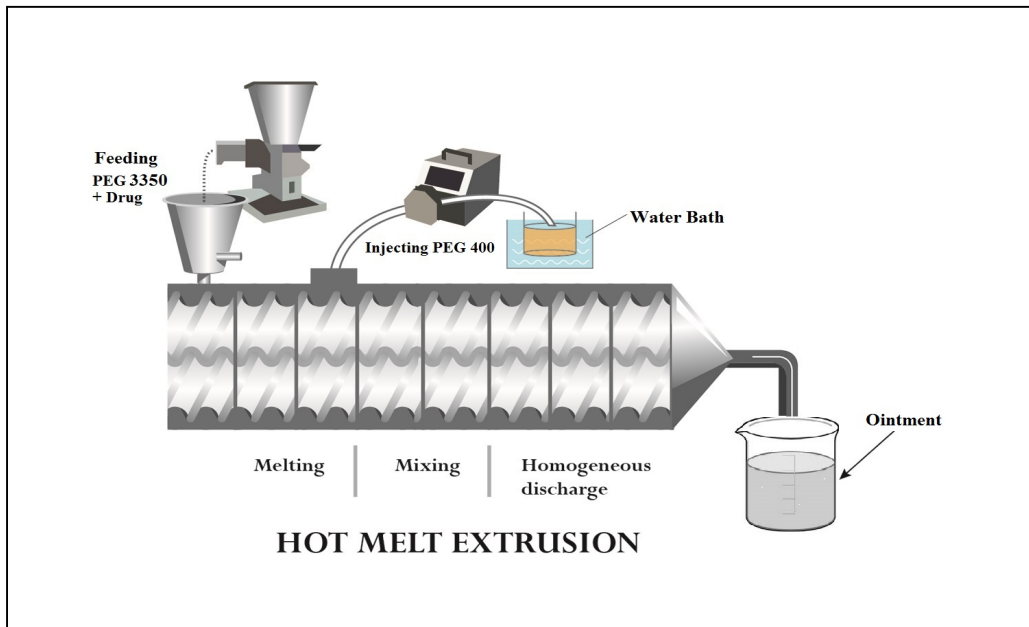 Feeding
PEG 3350
+ Drug
Injecting PEG 400
Water Bath
Ointment
Melting
Mixing
Homogeneous
discharge
HOT MELT EXTRUSION